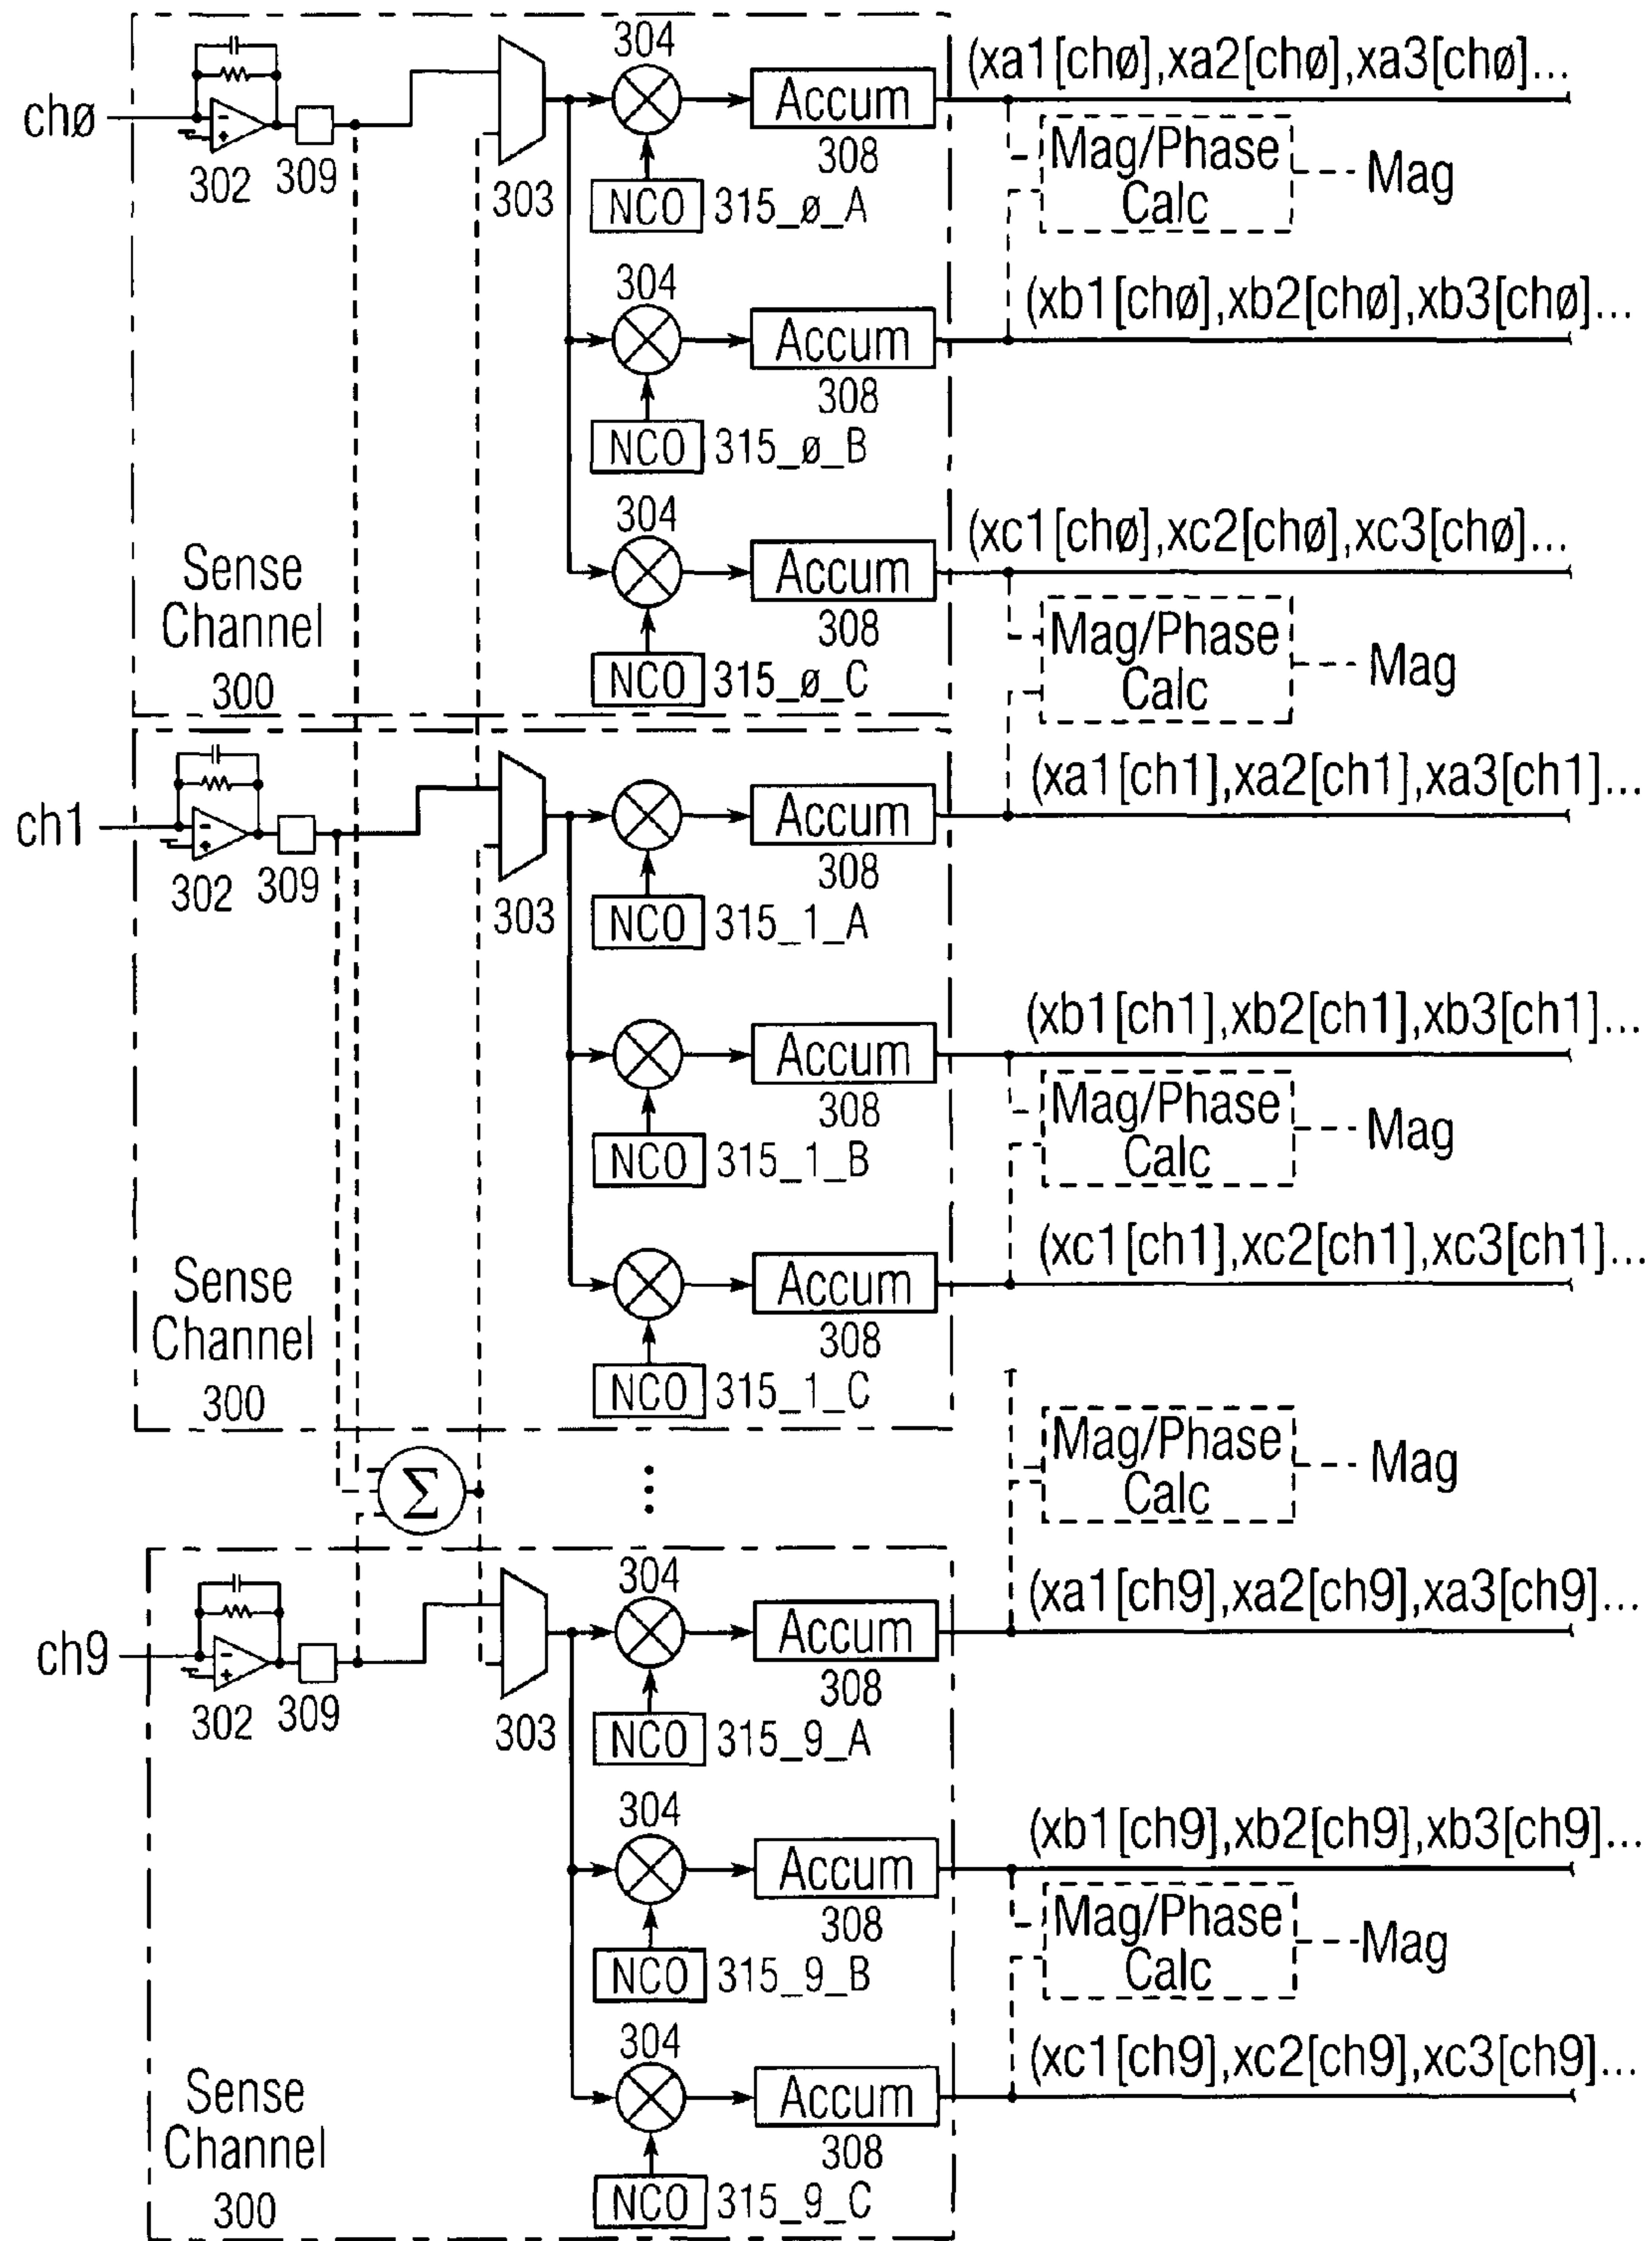 304
(xa1[chø],xa2[chø],xa3[chø]...
Accum
chø
- +
Mag/Phase
Calc
Mag
302
309
303
308
NCO
315_ø_A
304
(xb1[chø],xb2[chø],xb3[chø]...
Accum
308
NCO
315_ø_B
304
(xc1[chø],xc2[chø],xc3[chø]...
Accum
308
Sense
Channel
300
Mag/Phase
Calc
Mag
NCO
315_ø_C
(xa1[ch1],xa2[ch1],xa3[ch1]...
Accum
ch1
- +
302
309
303
308
NCO
315_1_A
(xb1[ch1],xb2[ch1],xb3[ch1]...
Accum
308
Mag/Phase
Calc
Mag
NCO
315_1_B
(xc1[ch1],xc2[ch1],xc3[ch1]...
Accum
308
Sense
Channel
300
NCO
315_1_C
Mag/Phase
Calc
Mag
Σ
304
(xa1[ch9],xa2[ch9],xa3[ch9]...
Accum
ch9
- +
302
309
303
308
NCO
315_9_A
304
(xb1[ch9],xb2[ch9],xb3[ch9]...
Accum
308
Mag/Phase
Calc
Mag
NCO
315_9_B
304
(xc1[ch9],xc2[ch9],xc3[ch9]...
Accum
308
Sense
Channel
300
NCO
315_9_C